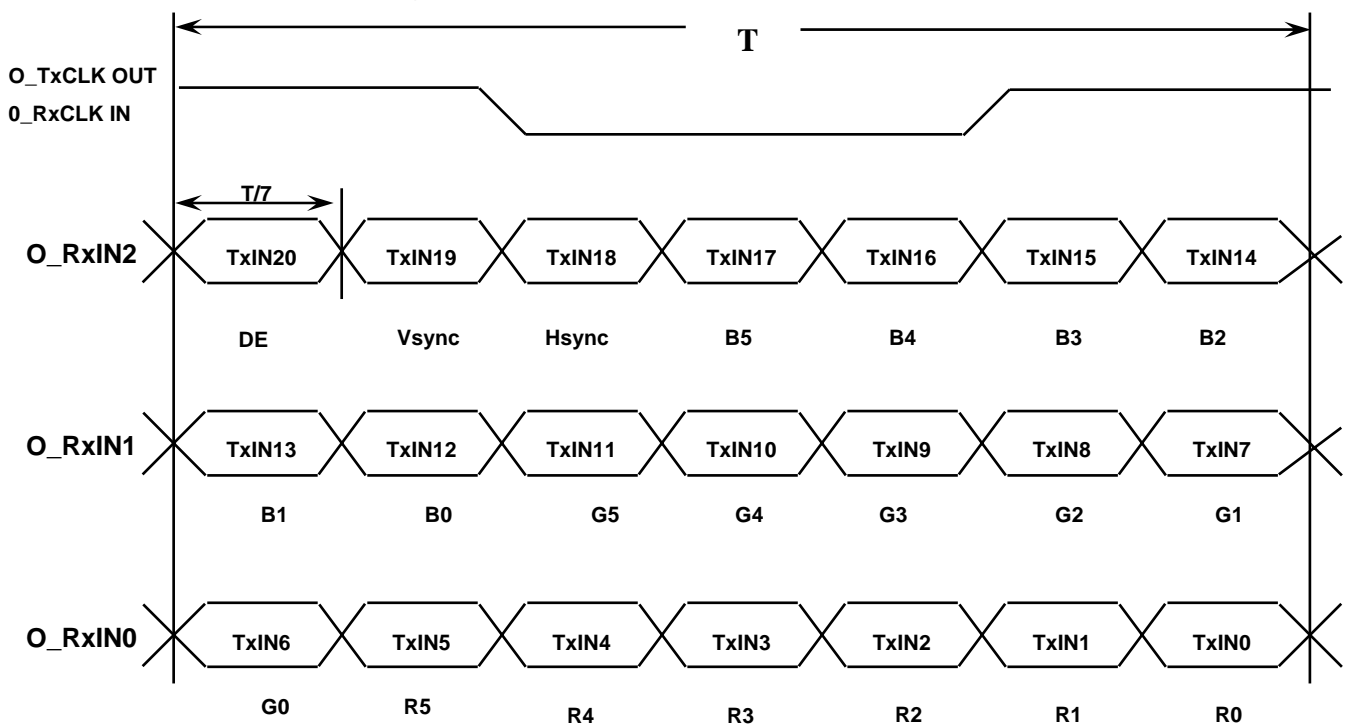 T
O_TxCLK OUT
0_RxCLK IN
T/7
O_RxIN2 TxIN20 TxIN19 TxIN18 TxIN17 TxIN16 TxIN15 TxIN14
DE Vsync Hsync B5 B4 B3 B2
O_RxIN1 TxIN13 TxIN12 TxIN11 TxIN10 TxIN9 TxIN8 TxIN7
B1 B0 G5 G4 G3 G2 G1
O_RxIN0 TxIN6 TxIN5 TxIN4 TxIN3 TxIN2 TxIN1 TxIN0
G0 R5 R4 R3 R2 R1 R0